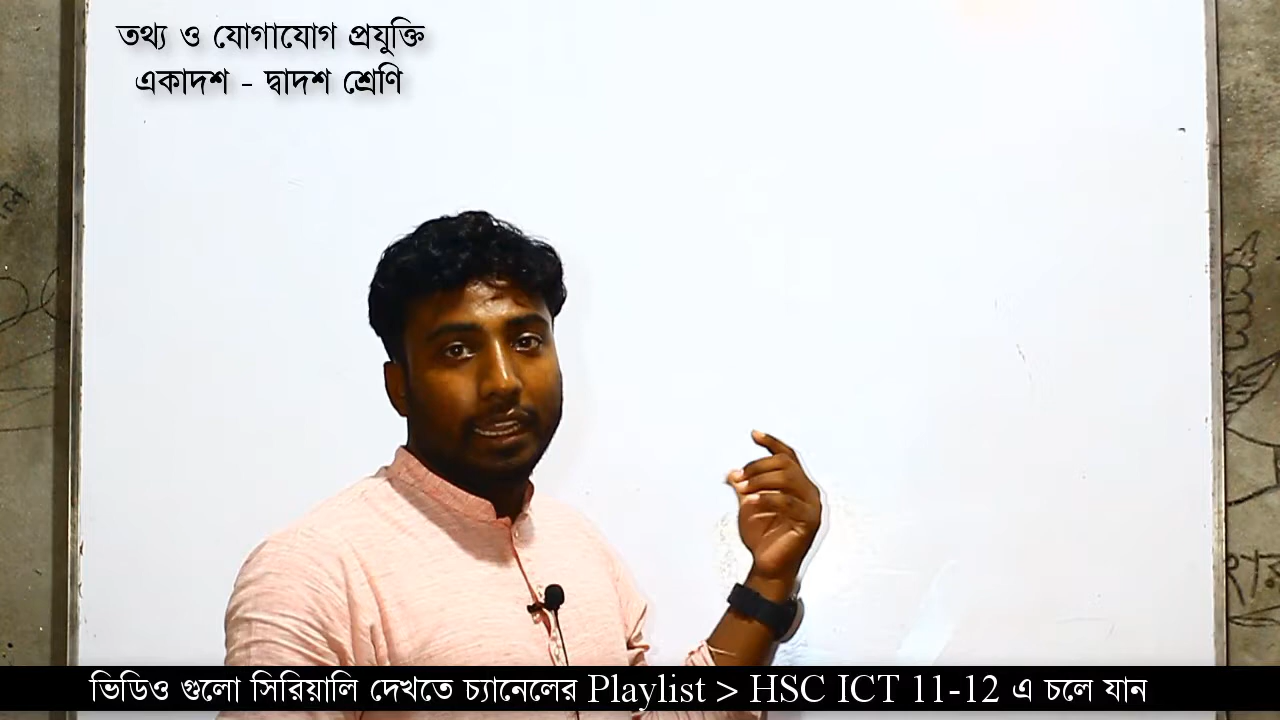 তথ্য ও যোগাযোগ প্রযুক্তি
একাদশ - দ্বাদশ শ্রেণি
ভিডিও গুলো সিরিয়ালি দেখতে চ্যানেলের Playlist > HSC ICT 11-12 এ চলে যান